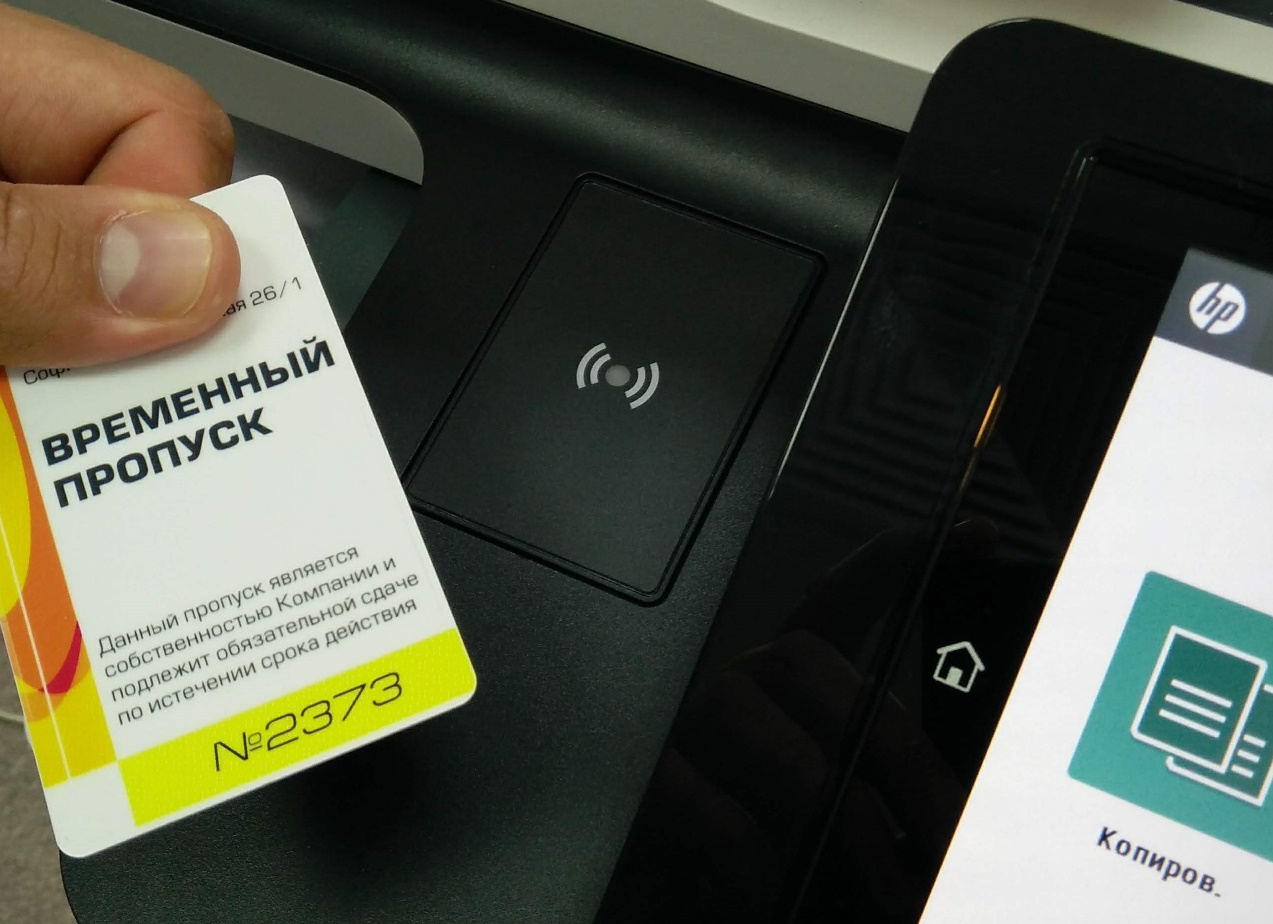 26/1
ВРЕМЕННЫЙ
ПРОПУСК
Данный пропуск является
собственностью Компании и
подлежит обязательной сдаче
по истечении срока действия
№2373
hp
Копиров.